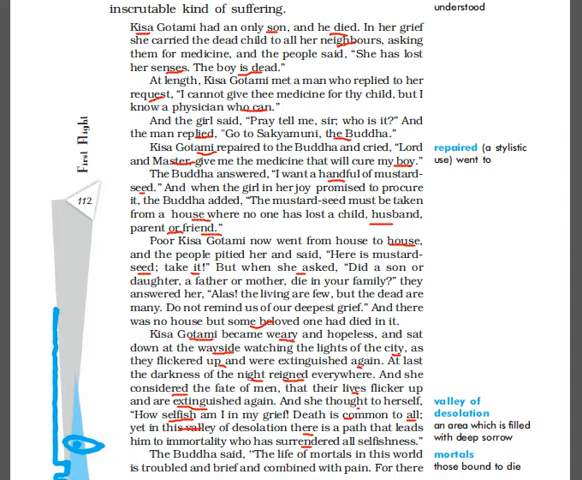 inscrutable kind of suffering.
understood
Kisa Gotami had an only son, and he died. In her grief
she carried the dead child to all her neighbours, asking
them for medicine, and the people said, "She has lost
her senses. The boy is dead."
At length, Kisa Gotami met a man who replied to her
request, "I cannot give thee medicine for thy child, but I
know a physician who can."
And the girl said, "Pray tell me, sir; who is it?" And
the man replied, "Go to Sakyamuni, the Buddha."
Kisa Gotami repaired to the Buddha and cried, "Lord
and Master, give me the medicine that will cure my boy."
The Buddha answered, "I want a handful of mustard-
seed." And when the girl in her joy promised to procure
it, the Buddha added, "The mustard-seed must be taken
from a house where no one has lost a child, husband,
parent or friend."
Poor Kisa Gotami now went from house to house,
and the people pitied her and said, "Here is mustard-
seed; take it!" But when she asked, "Did a son or
daughter, a father or mother, die in your family?" they
answered her, "Alas! the living are few, but the dead are
many. Do not remind us of our deepest grief." And there
was no house but some beloved one had died in it.
Kisa Gotami became weary and hopeless, and sat
down at the wayside watching the lights of the city, as
they flickered up and were extinguished again. At last
the darkness of the night reigned everywhere. And she
considered the fate of men, that their lives flicker up
and are extinguished again. And she thought to herself,
"How selfish am I in my grief! Death is common to all;
yet in this valley of desolation there is a path that leads
him to immortality who has surrendered all selfishness."
The Buddha said, "The life of mortals in this world
is troubled and brief and combined with pain. For there
repaired (a stylistic
use) went to
valley of
desolation
an area which is filled
with deep sorrow
mortals
those bound to die
First Flight
112